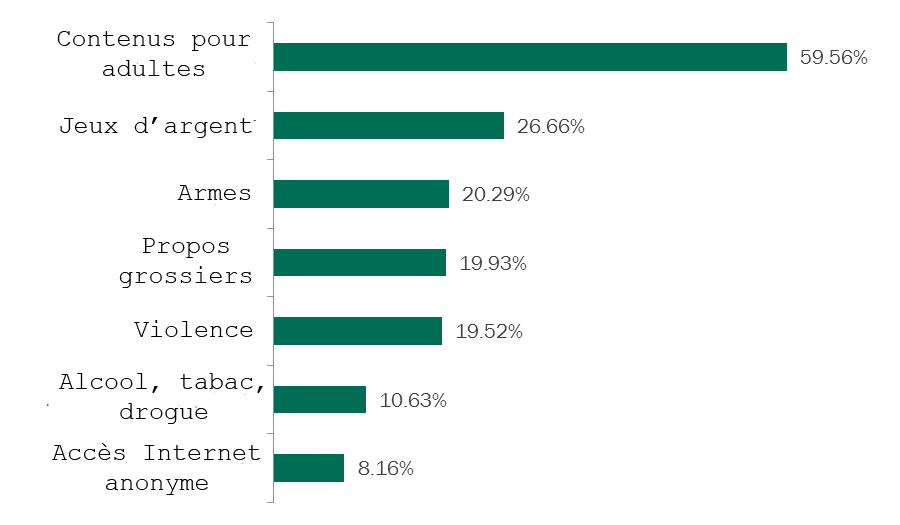 Contenus pour
adultes
59.56%
Jeux d’argent
26.66%
Armes
20.29%
Propos
grossiers
19.93%
Violence
19.52%
Alcool, tabac,
drogue
10.63%
Accès Internet
anonyme
8.16%